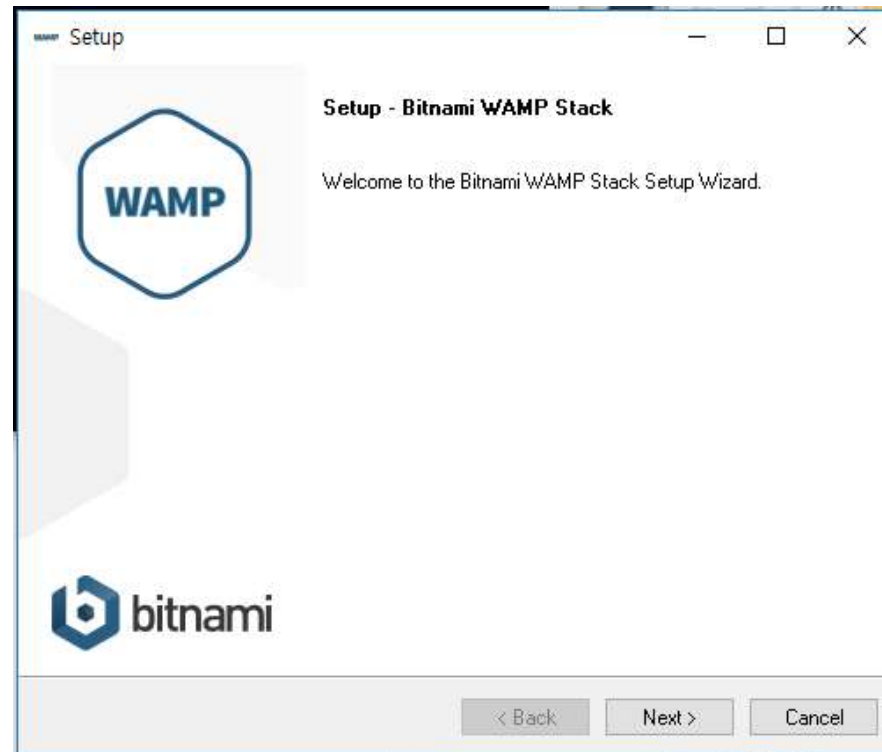 Setup
Setup - Bitnami WAMP Stack
WAMP
Welcome to the Bitnami WAMP Stack Setup Wizard.
bitnami
< Back
Next >
Cancel